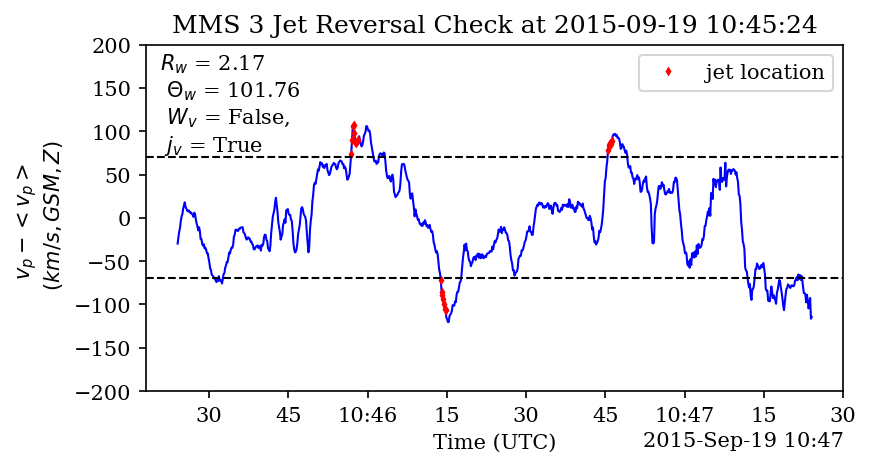 MMS 3 Jet Reversal Check at 2015-09-19 10:45:24
R_w = 2.17
Θ_w = 101.76
W_v = False,
j_v = True
jet location
v_p − < v_p >
(km/s, GSM, Z)
200
150
100
50
0
−50
−100
−150
−200
30 45 10:46 15 30 45 10:47 15 30
Time (UTC)
2015-Sep-19 10:47